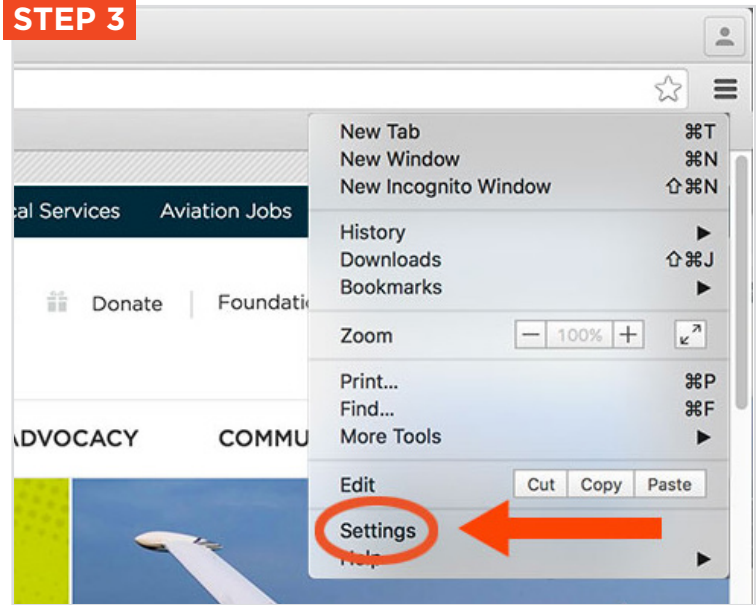 STEP 3
New Tab ⌘T
New Window ⌘N
New Incognito Window ⇧⌘N
cal Services Aviation Jobs
History
Downloads ⇧⌘J
Bookmarks
Donate Foundati
Zoom 100%
Print... ⌘P
Find... ⌘F
More Tools
ADVOCACY COMMU
Edit Cut Copy Paste
Settings
Help